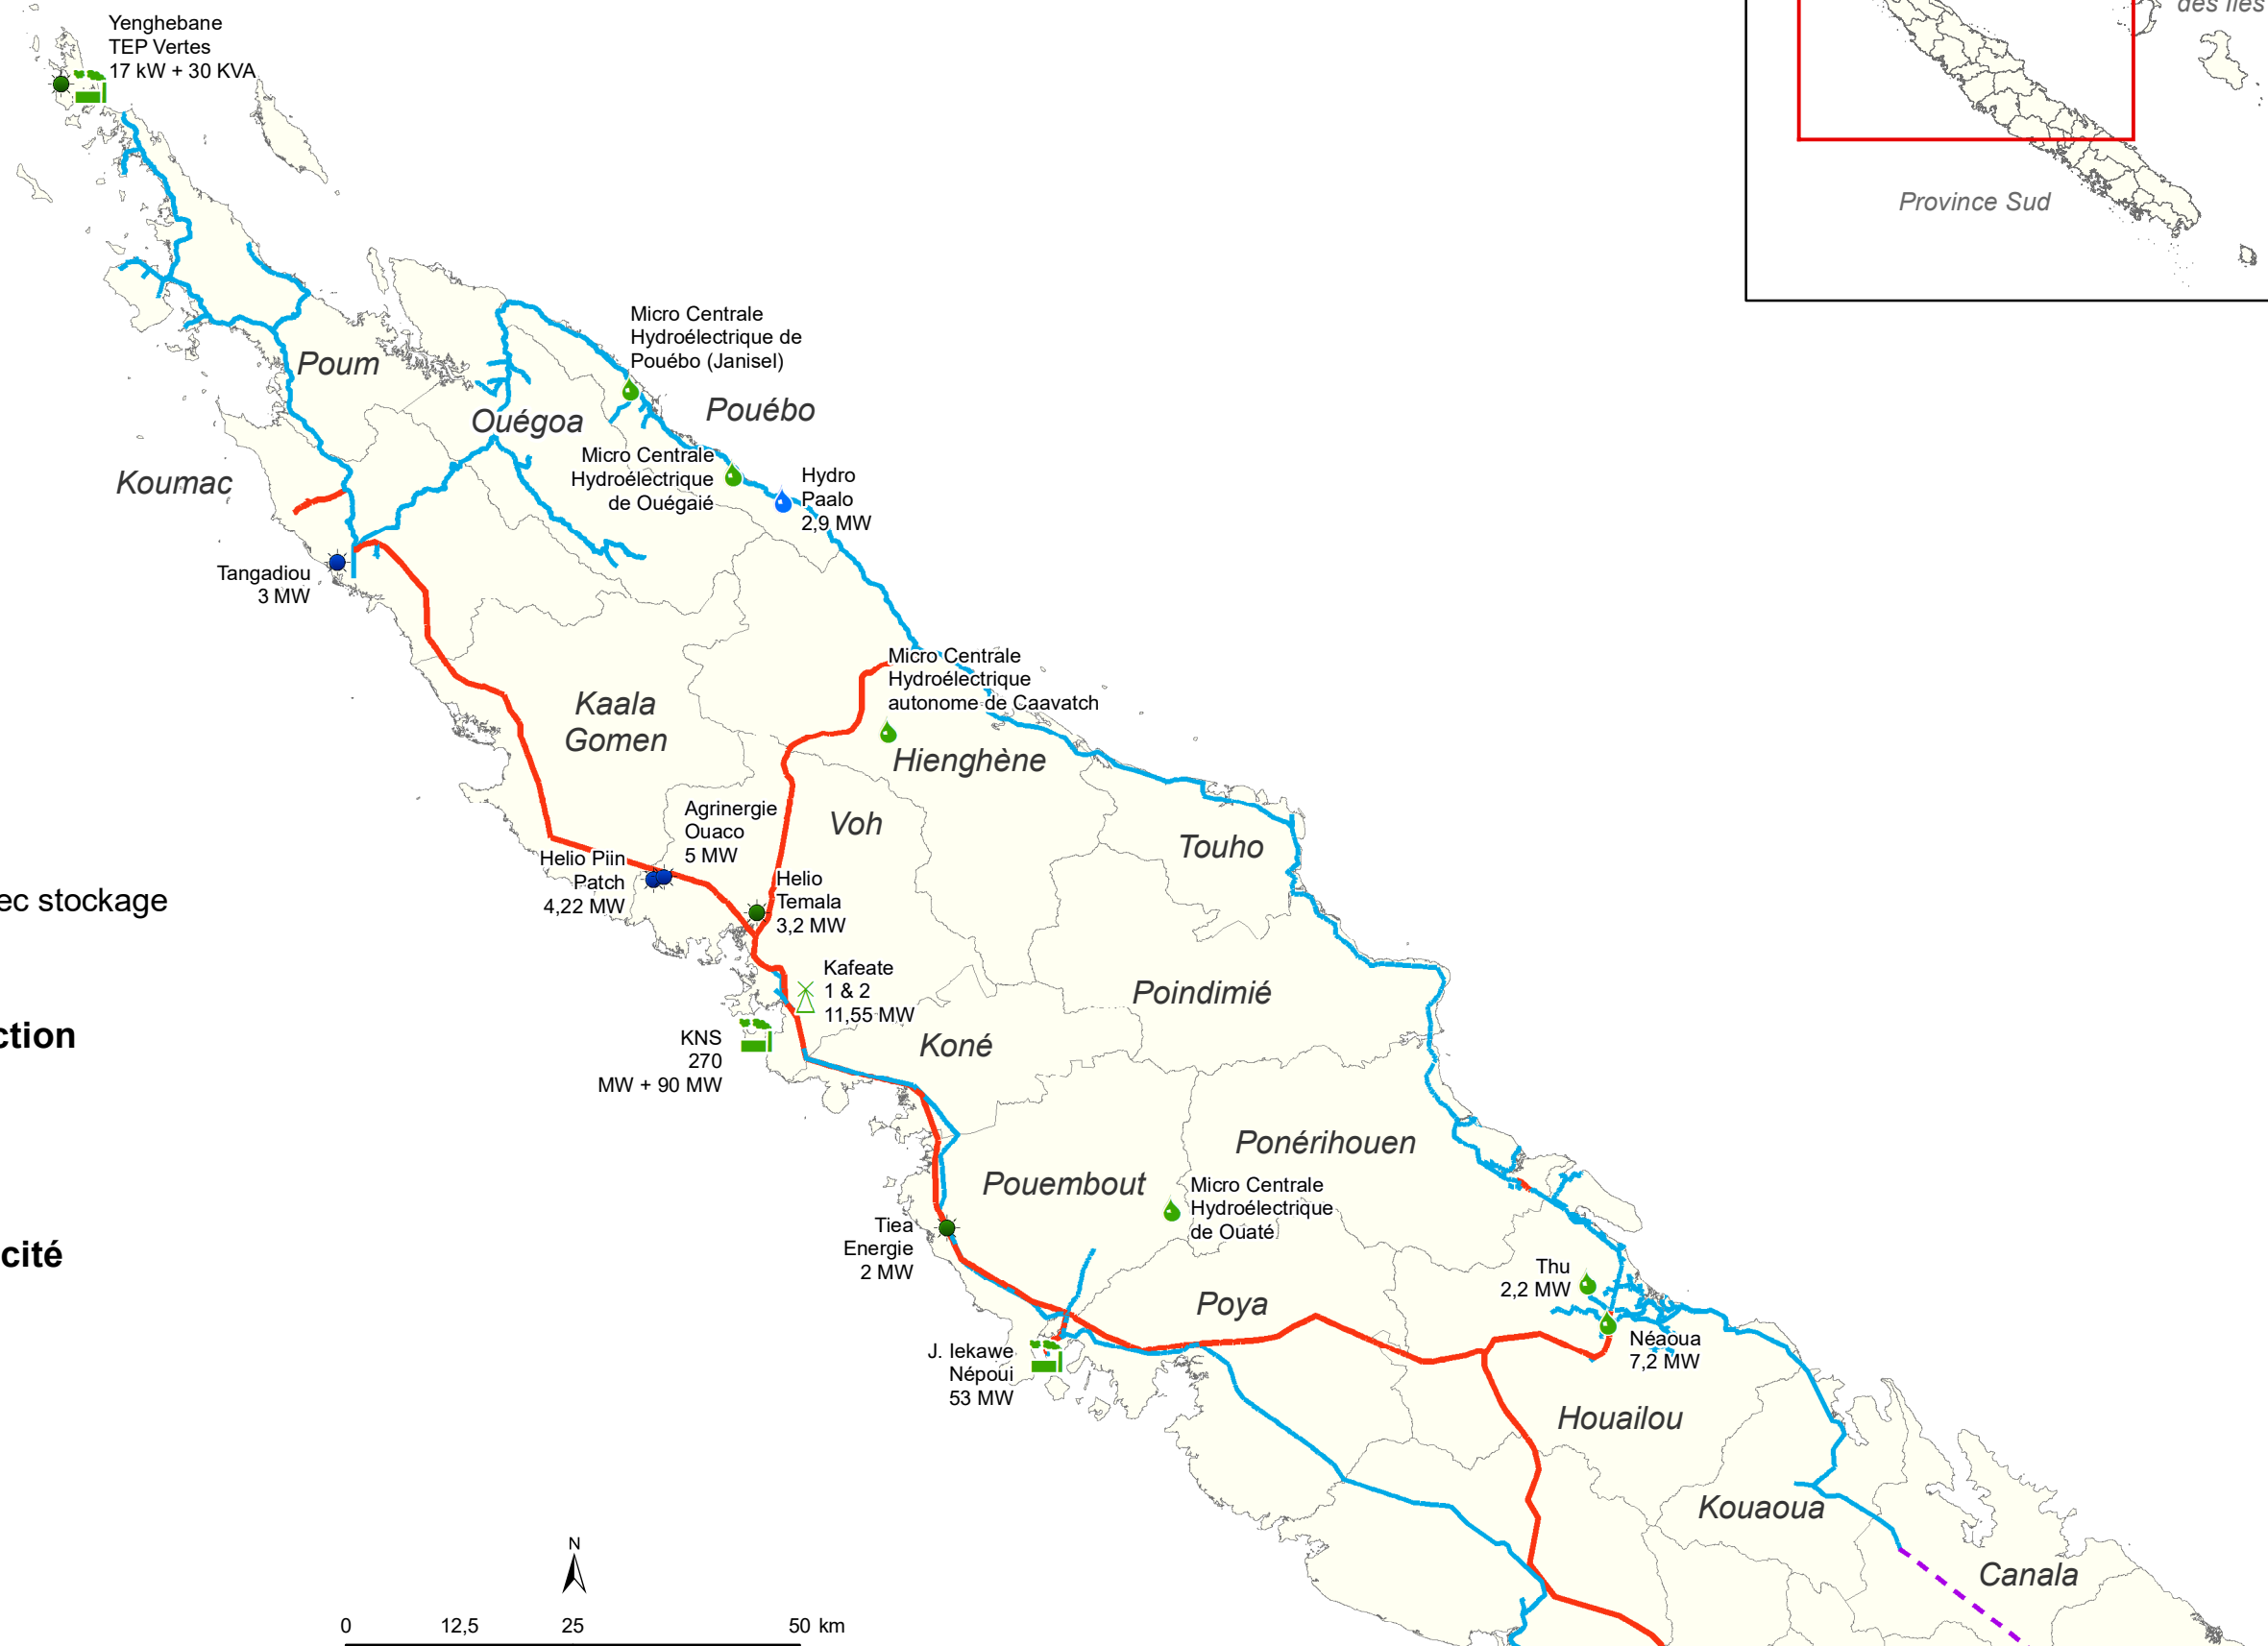 Yenghebane
TEP Vertes
17 kW + 30 KVA
Province Sud
Micro Centrale
Hydroélectrique de
Pouébo (Janisel)
Poum
Ouégoa
Pouébo
Koumac
Micro Centrale
Hydroélectrique
de Ouégaié
Hydro
Paalo
2,9 MW
Tangadiou
3 MW
Micro Centrale
Hydroélectrique
autonome de Caavatch
Kaala
Gomen
Hienghène
Agrinergie
Ouaco
5 MW
Voh
Touho
Helio Piin
Patch
4,22 MW
Helio
Temala
3,2 MW
ec stockage
Kafeate
1 & 2
11,55 MW
Poindimié
ction
KNS
270
MW + 90 MW
Koné
Ponérihouen
Pouembout
Micro Centrale
Hydroélectrique
de Ouaté
Tiea
Energie
2 MW
cité
Thu
2,2 MW
Poya
Néaoua
7,2 MW
J. Iekawe
Népoui
53 MW
Houailou
Kouaoua
Canala
N
0 12,5 25 50 km